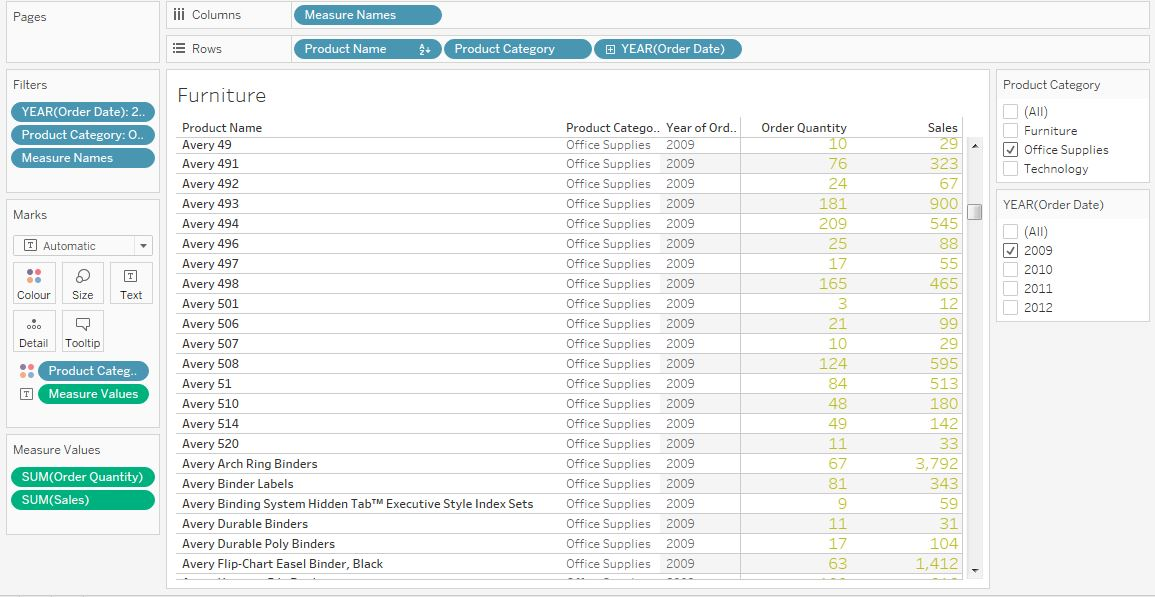 Pages
Columns
Measure Names
Rows
Product Name
Product Category
YEAR(Order Date)
Filters
YEAR(Order Date): 2..
Product Category: O..
Measure Names
Marks
Automatic
Colour
Size
Text
Detail
Tooltip
Product Categ..
Measure Values
Measure Values
SUM(Order Quantity)
SUM(Sales)
Furniture
Product Name Product Catego.. Year of Ord.. Order Quantity Sales
Avery 49 Office Supplies 2009 10 29
Avery 491 Office Supplies 2009 76 323
Avery 492 Office Supplies 2009 24 67
Avery 493 Office Supplies 2009 181 900
Avery 494 Office Supplies 2009 209 545
Avery 496 Office Supplies 2009 25 88
Avery 497 Office Supplies 2009 17 55
Avery 498 Office Supplies 2009 165 465
Avery 501 Office Supplies 2009 3 12
Avery 506 Office Supplies 2009 21 99
Avery 507 Office Supplies 2009 10 29
Avery 508 Office Supplies 2009 124 595
Avery 51 Office Supplies 2009 84 513
Avery 510 Office Supplies 2009 48 180
Avery 514 Office Supplies 2009 49 142
Avery 520 Office Supplies 2009 11 33
Avery Arch Ring Binders Office Supplies 2009 67 3,792
Avery Binder Labels Office Supplies 2009 81 343
Avery Binding System Hidden Tab™ Executive Style Index Sets Office Supplies 2009 9 59
Avery Durable Binders Office Supplies 2009 11 31
Avery Durable Poly Binders Office Supplies 2009 17 104
Avery Flip-Chart Easel Binder, Black Office Supplies 2009 63 1,412
Product Category
(All)
Furniture
Office Supplies
Technology
YEAR(Order Date)
(All)
2009
2010
2011
2012